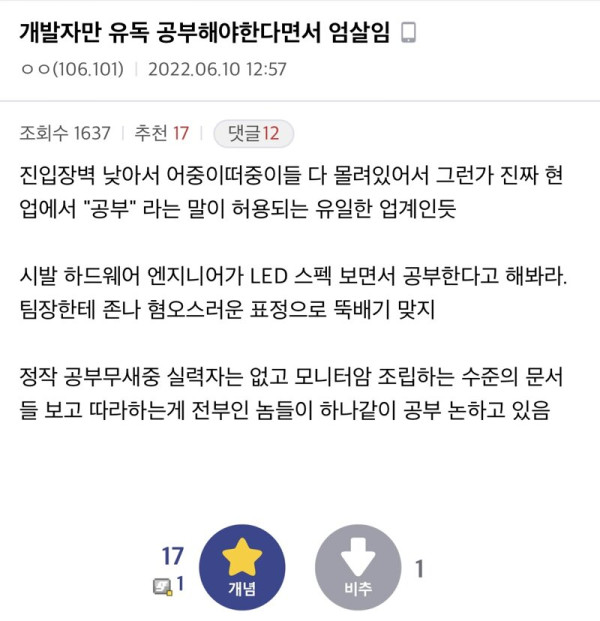 개발자만 유독 공부해야한다면서 엄살임
ㅇㅇ(106.101) | 2022.06.10 12:57
조회수 1637 | 추천 17 | 댓글 12
진입장벽 낮아서 어중이떠중이들 다 몰려있어서 그런가 진짜 현
업에서 "공부" 라는 말이 허용되는 유일한 업계인듯
시발 하드웨어 엔지니어가 LED 스펙 보면서 공부한다고 해봐라.
팀장한테 존나 혐오스러운 표정으로 뚝배기 맞지
정작 공부무새중 실력자는 없고 모니터암 조립하는 수준의 문서
들 보고 따라하는게 전부인 놈들이 하나같이 공부 논하고 있음
17
1
개념
비추
1